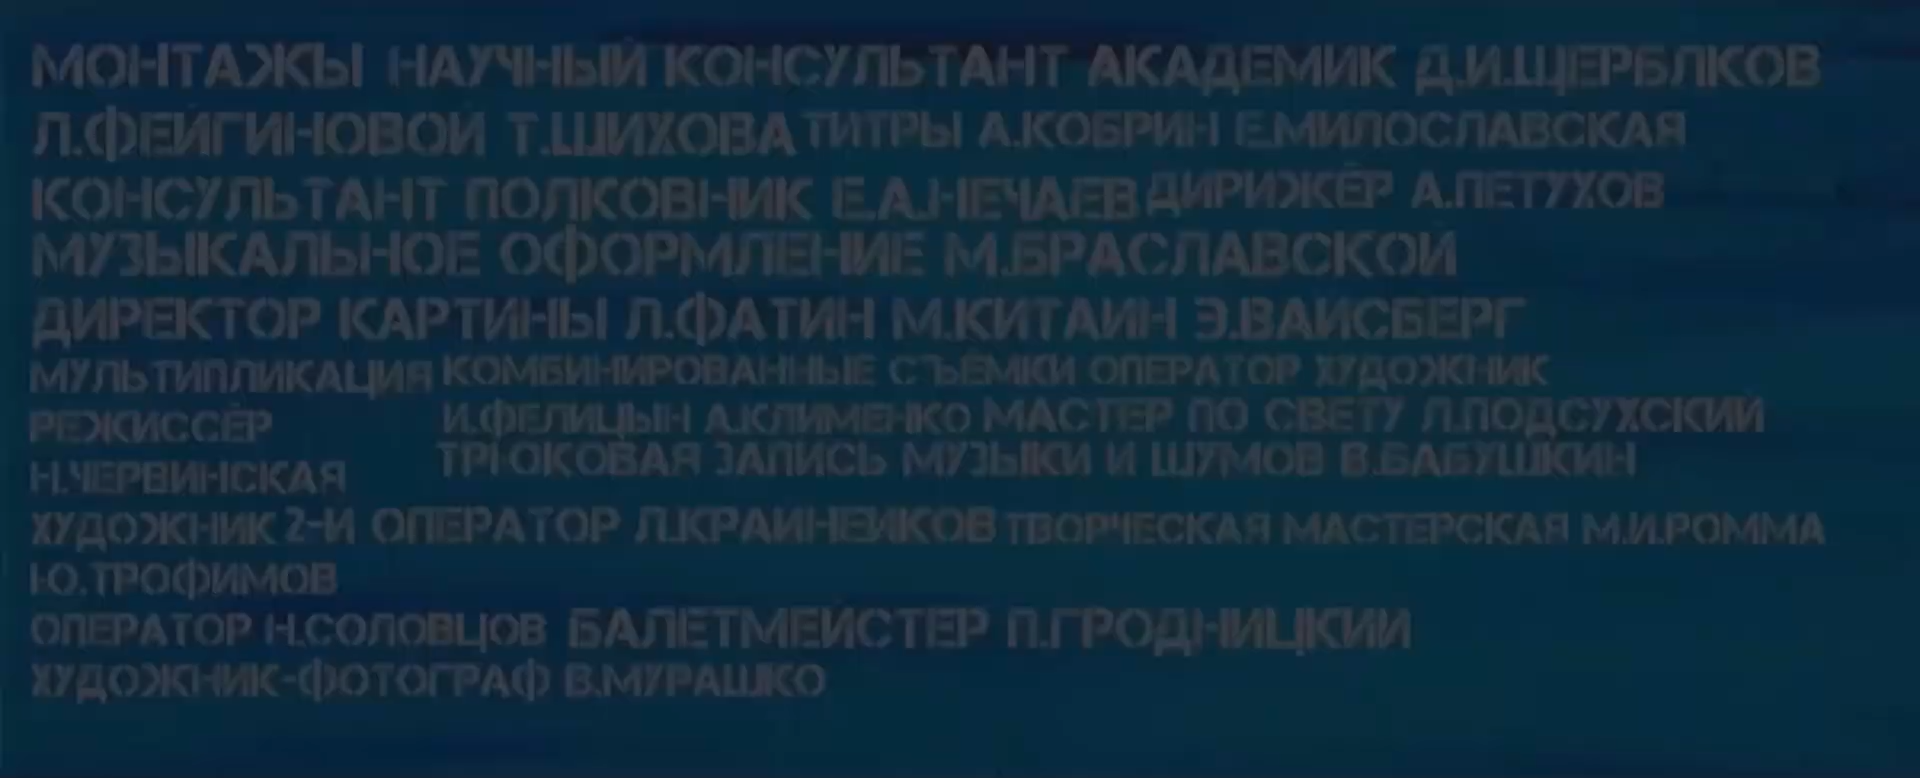 МОНТАЖЫ НАУЧНЫЙ КОНСУЛЬТАНТ АКАДЕМИК Д.И.ЩЕРБЛКОВ
Л.ФЕЙГИНОВОЙ Т.ШИХОВА ТИТРЫ А.КОБРИН Е.МИЛОСЛАВСКАЯ
КОНСУЛЬТАНТ ПОЛКОВНИК Е.А.НЕЧАЕВ ДИРИЖЁР А.ПЕТУХОВ
МУЗЫКАЛЬНОЕ ОФОРМЛЕНИЕ М.БРАСЛАВСКОЙ
ДИРЕКТОР КАРТИНЫ Л.ФАТИН М.КИТАИН Э.ВАЙСБЕРГ
МУЛЬТИПЛИКАЦИЯ КОМБИНИРОВАННЫЕ СЪЁМКИ ОПЕРАТОР ХУДОЖНИК
РЕЖИССЁР И.ФЕЛИЦЫН А.КЛИМЕНКО МАСТЕР ПО СВЕТУ Л.ПОДСУХСКИЙ
Н.ЧЕРВИНСКАЯ ТРЮКОВАЯ ЗАПИСЬ МУЗЫКИ И ШУМОВ В.БАБУШКИН
ХУДОЖНИК 2-Й ОПЕРАТОР Л.КРАЙНЕЙКОВ ТВОРЧЕСКАЯ МАСТЕРСКАЯ М.И.РОММА
Ю.ТРОФИМОВ
ОПЕРАТОР Н.СОЛОВЦОВ БАЛЕТМЕЙСТЕР П.ГРОДНИЦКИЙ
ХУДОЖНИК-ФОТОГРАФ В.МУРАШКО